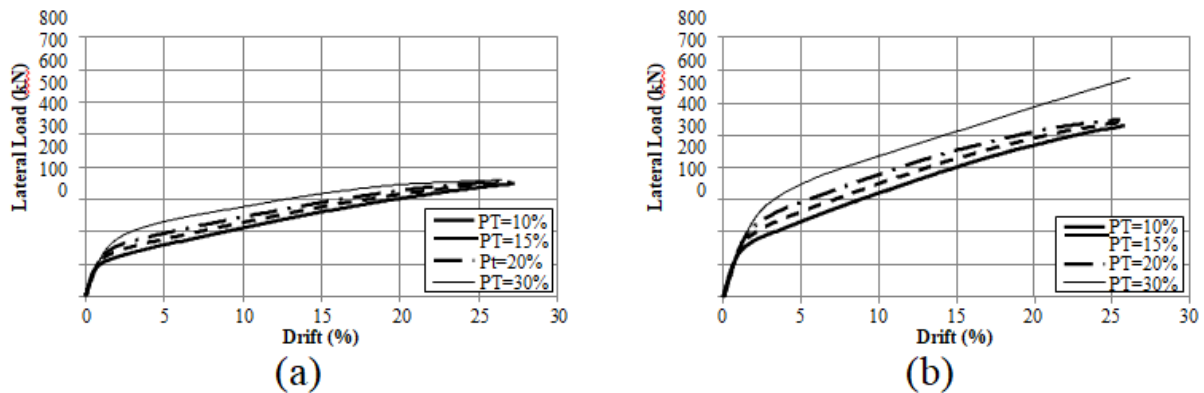 800
700
600
500
400
300
200
100
0
Lateral Load (kN)
PT=10%
PT=15%
Pt=20%
PT=30%
0 5 10 15 20 25 30
Drift (%)
(a)
800
700
600
500
400
300
200
100
0
Lateral Load (kN)
PT=10%
PT=15%
PT=20%
PT=30%
0 5 10 15 20 25 30
Drift (%)
(b)